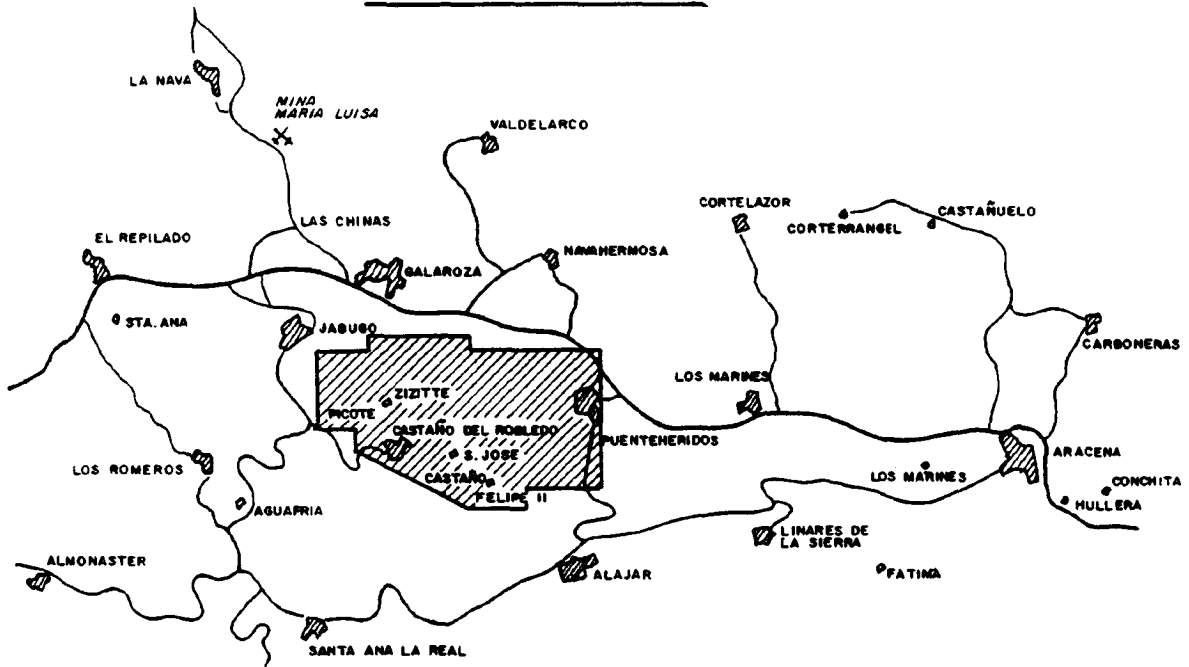 LA NAVA
MINA
MARIA LUISA
VALDELARCO
LAS CHINAS
CORTELAZOR
CORTERRANGEL
CASTAÑUELO
EL REPILADO
GALAROZA
NAVAHERMOSA
STA. ANA
JABUGO
CARBONERAS
ZIZITTE
LOS MARINES
PICOTE
CASTAÑO DEL ROBLEDO
PUENTEHERIDOS
S. JOSE
ARACENA
LOS ROMEROS
CASTAÑO
LOS MARINES
CONCHITA
FELIPE II
HULLERA
AGUAFRIA
LINARES DE
LA SIERRA
ALMONASTER
ALAJAR
FATIMA
SANTA ANA LA REAL